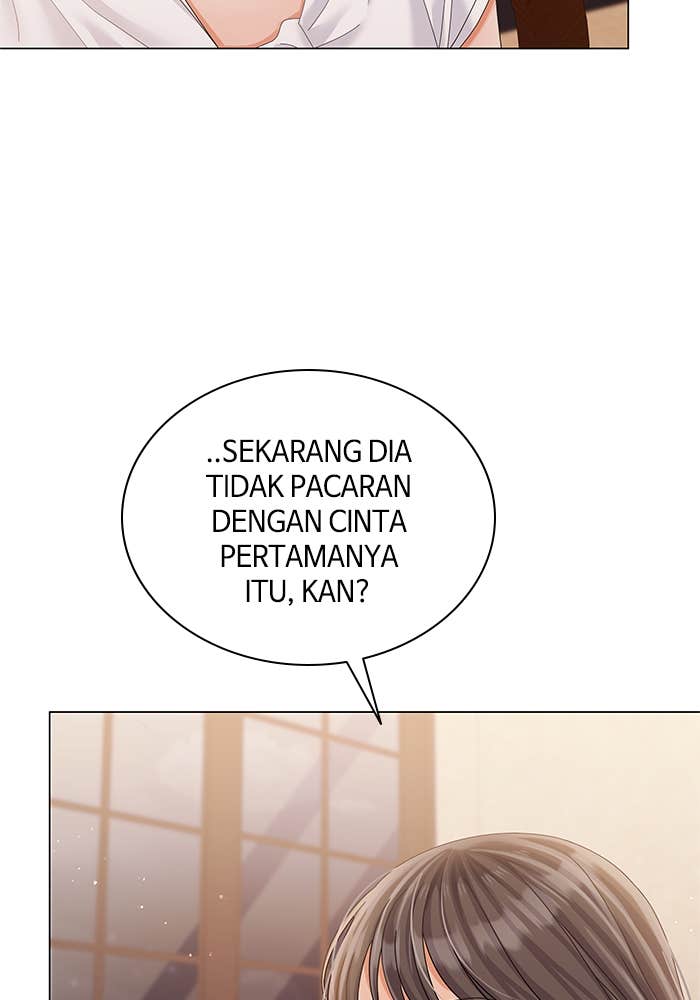 ..SEKARANG DIA
TIDAK PACARAN
DENGAN CINTA
PERTAMANYA
ITU, KAN?